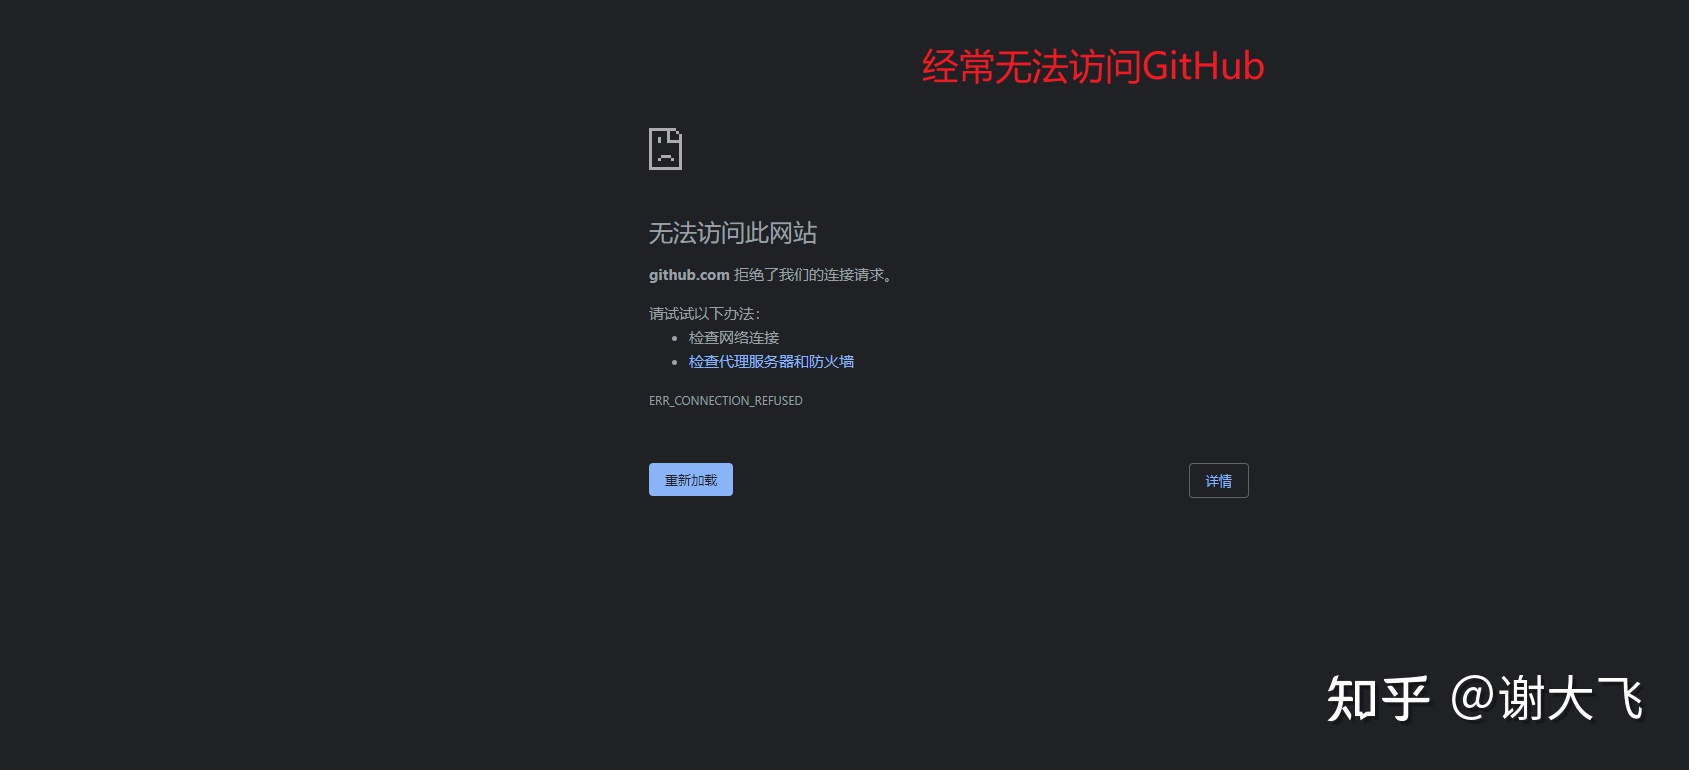 经常无法访问GitHub
无法访问此网站
github.com 拒绝了我们的连接请求。
请试试以下办法：
检查网络连接
检查代理服务器和防火墙
ERR_CONNECTION_REFUSED
重新加载
详情
知乎 @谢大飞